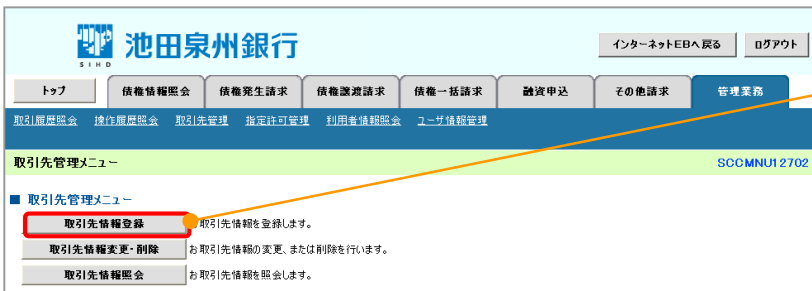 SIHD 池田泉州銀行 インターネットEBへ戻る ログアウト
トップ 債権情報照会 債権発生請求 債権譲渡請求 債権一括請求 融資申込 その他請求 管理業務
取引履歴照会 操作履歴照会 取引先管理 指定許可管理 利用者情報照会 ユーザ情報管理
取引先管理メニュー SCCMNU12702
■ 取引先管理メニュー
取引先情報登録 取引先情報を登録します。
取引先情報変更・削除 お取引先情報の変更、または削除を行います。
取引先情報照会 お取引先情報を照会します。